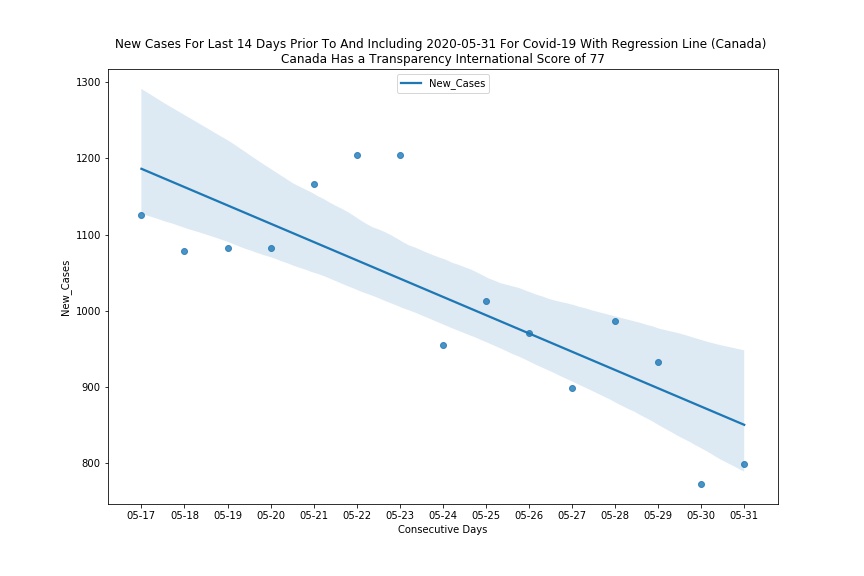 New Cases For Last 14 Days Prior To And Including 2020-05-31 For Covid-19 With Regression Line (Canada)
Canada Has a Transparency International Score of 77
New_Cases
1300
1200
1100
1000
900
800
New_Cases
05-17 05-18 05-19 05-20 05-21 05-22 05-23 05-24 05-25 05-26 05-27 05-28 05-29 05-30 05-31
Consecutive Days